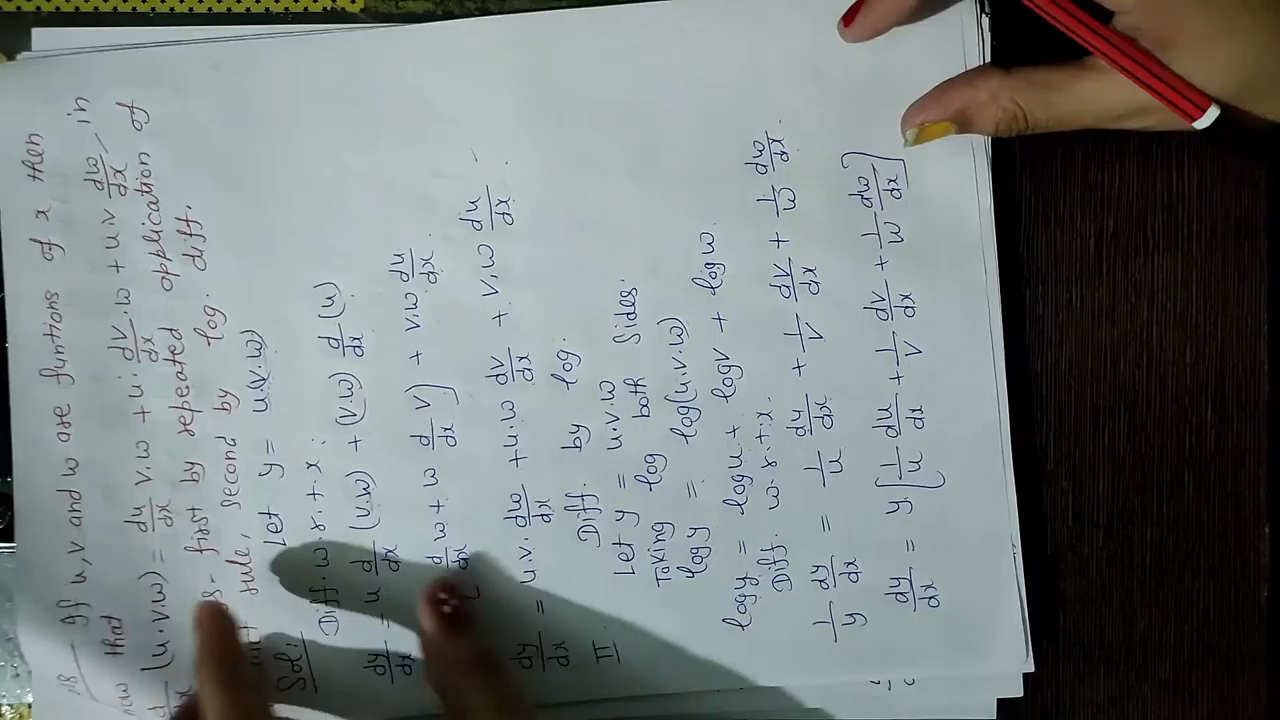 18 If u, v and w are funtions of x then
that
(u.v.w) = du/dx v.w + u. dv/dx .w + u.v dw/dx in
first by repeated application of
rule, second by log. diff.
Sol: Let y = u.(v.w)
Diff. w.r.t. x;
dy/dx = u d/dx (v.w) + (v.w) d/dx (u)
d/dx w + w d/dx v) + v.w du/dx.
dy/dx = u.v. dw/dx + u.w dv/dx + v.w du/dx.
II Diff. by log.
Let y = u.v.w
Taking log both Sides.
log y = log(u.v.w)
log y = log u + log v + log w.
Diff. w.r.t.x.
1/y dy/dx = 1/u du/dx + 1/v dv/dx + 1/w dw/dx.
dy/dx = y [1/u du/dx + 1/v dv/dx + 1/w dw/dx]